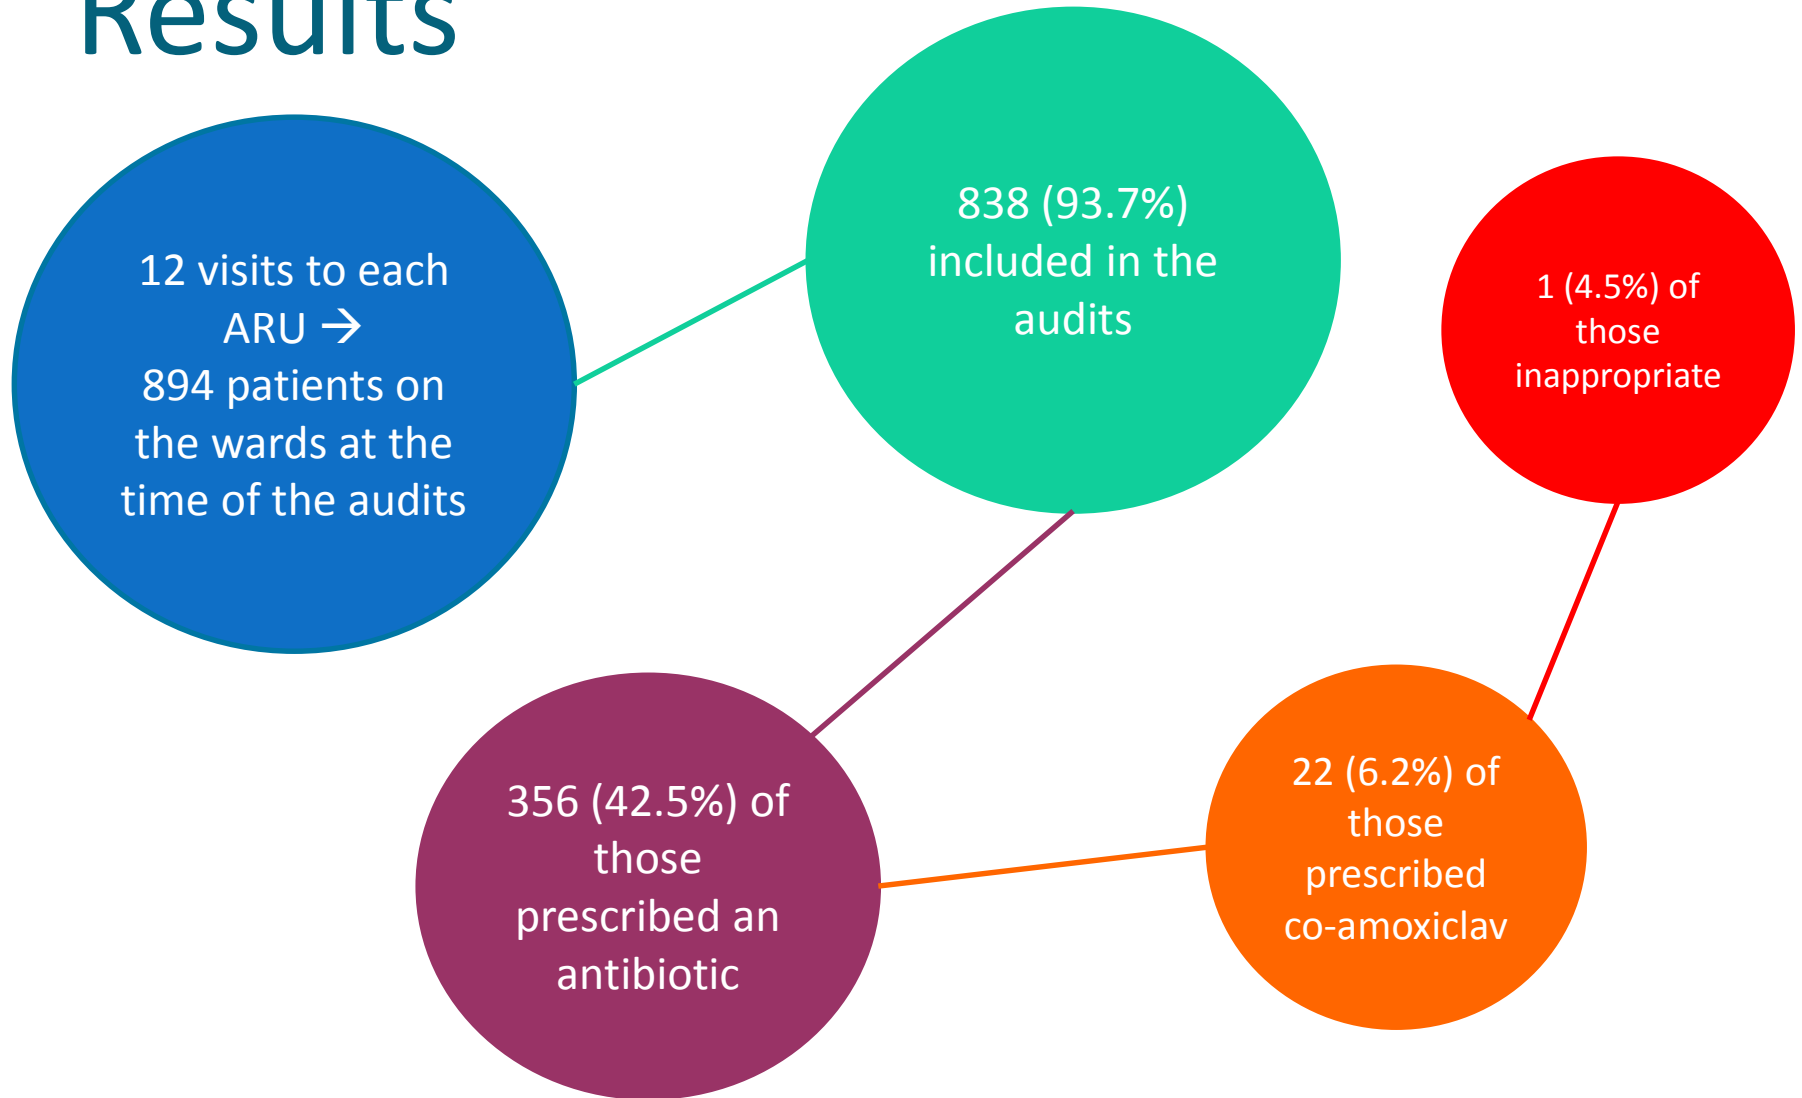 Results
12 visits to each
ARU →
894 patients on
the wards at the
time of the audits
838 (93.7%)
included in the
audits
356 (42.5%) of
those
prescribed an
antibiotic
22 (6.2%) of
those
prescribed
co-amoxiclav
1 (4.5%) of
those
inappropriate